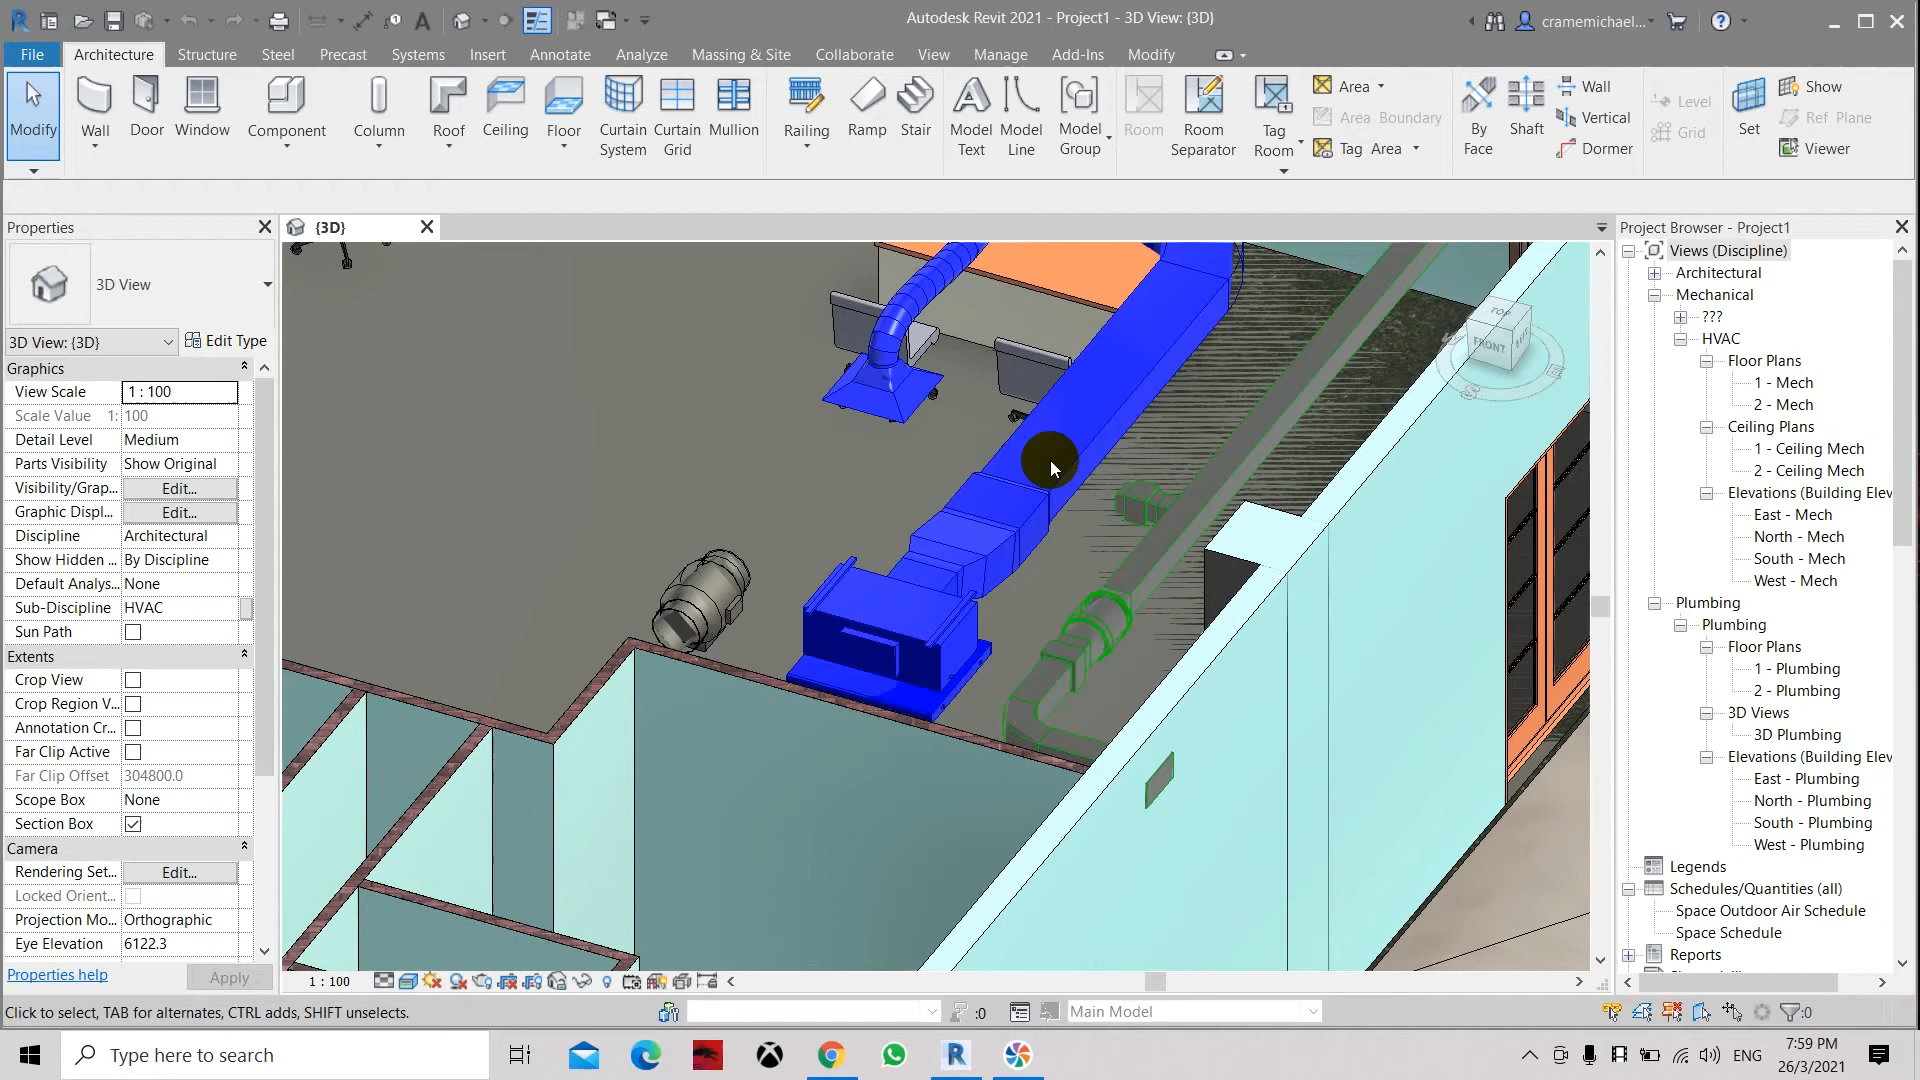 Autodesk Revit 2021 - Project1 - 3D View: {3D}
cramemichael...
File Architecture Structure Steel Precast Systems Insert Annotate Analyze Massing & Site Collaborate View Manage Add-Ins Modify
Modify
Wall
Door
Window
Component
Column
Roof
Ceiling
Floor
Curtain System
Curtain Grid
Mullion
Railing
Ramp
Stair
Model Text
Model Line
Model Group
Room
Room Separator
Tag Room
Area
Area Boundary
Tag Area
By Face
Shaft
Wall
Vertical
Dormer
Level
Grid
Set
Show
Ref Plane
Viewer
Properties
3D View
3D View: {3D}
Edit Type
Graphics
View Scale 1 : 100
Scale Value 1: 100
Detail Level Medium
Parts Visibility Show Original
Visibility/Grap... Edit...
Graphic Displ... Edit...
Discipline Architectural
Show Hidden ... By Discipline
Default Analys... None
Sub-Discipline HVAC
Sun Path
Extents
Crop View
Crop Region V...
Annotation Cr...
Far Clip Active
Far Clip Offset 304800.0
Scope Box None
Section Box
Camera
Rendering Set... Edit...
Locked Orient...
Projection Mo... Orthographic
Eye Elevation 6122.3
Properties help
Apply
{3D}
TOP
FRONT
1 : 100
Project Browser - Project1
Views (Discipline)
Architectural
Mechanical
???
HVAC
Floor Plans
1 - Mech
2 - Mech
Ceiling Plans
1 - Ceiling Mech
2 - Ceiling Mech
Elevations (Building Elev
East - Mech
North - Mech
South - Mech
West - Mech
Plumbing
Plumbing
Floor Plans
1 - Plumbing
2 - Plumbing
3D Views
3D Plumbing
Elevations (Building Elev
East - Plumbing
North - Plumbing
South - Plumbing
West - Plumbing
Legends
Schedules/Quantities (all)
Space Outdoor Air Schedule
Space Schedule
Reports
Click to select, TAB for alternates, CTRL adds, SHIFT unselects.
:0
Main Model
:0
Type here to search
ENG
7:59 PM
26/3/2021